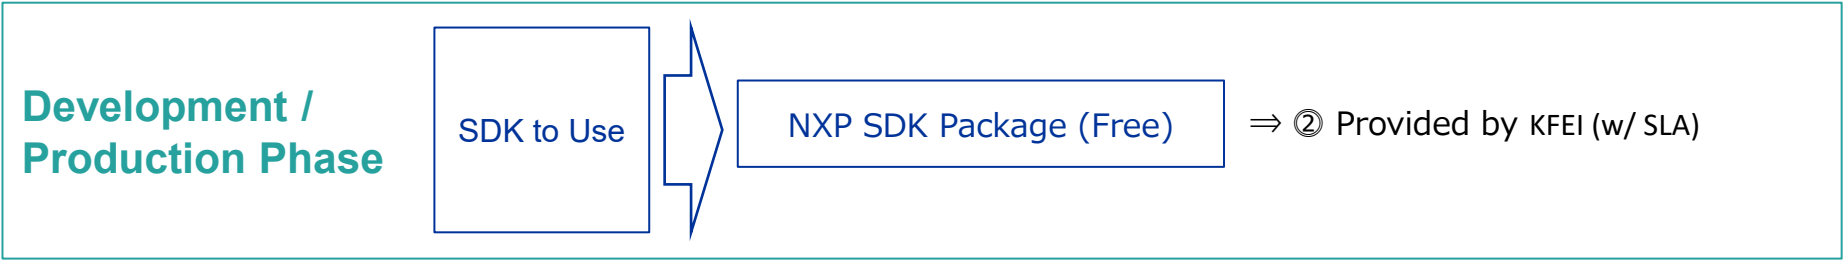 Development /
Production Phase
SDK to Use
NXP SDK Package (Free)
⇒ ② Provided by KFEI (w/ SLA)